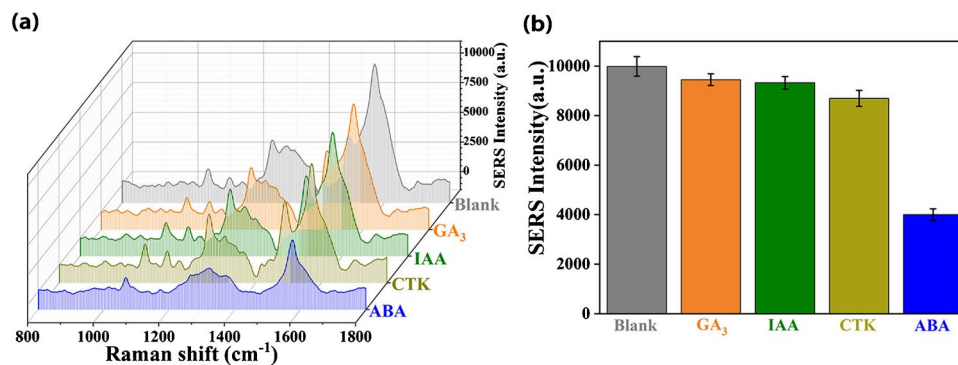 (a)
10000
7500
5000
2500
0
SERS Intensity (a.u.)
Blank
GA3
IAA
CTK
ABA
800 1000 1200 1400 1600 1800
Raman shift (cm-1)
(b)
10000
8000
6000
4000
2000
0
SERS Intensity(a.u.)
Blank GA3 IAA CTK ABA